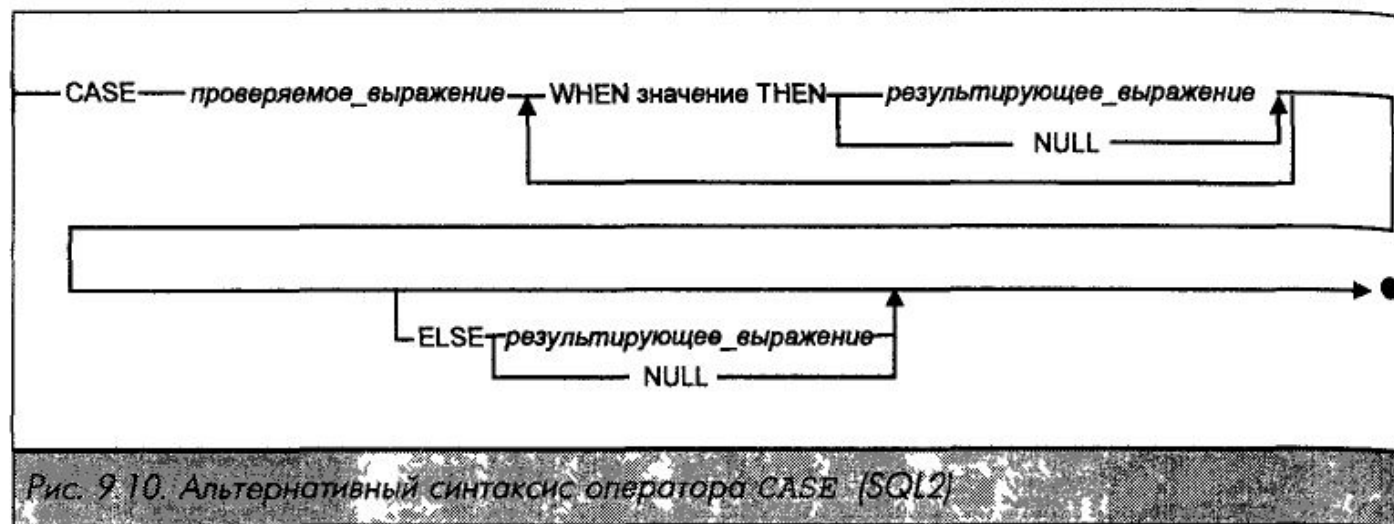 CASE проверяемое_выражение WHEN значение THEN результирующее_выражение
NULL
ELSE результирующее_выражение
NULL
Рис. 9.10. Альтернативный синтаксис оператора CASE (SQL2)